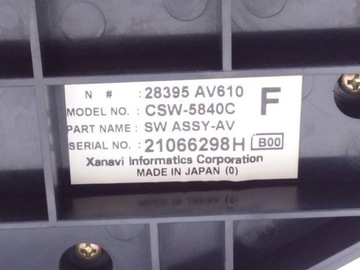 N # : 28395 AV610
MODEL NO. : CSW-5840C F
PART NAME : SW ASSY-AV
SERIAL NO. : 21066298H B00
Xanavi Informatics Corporation
MADE IN JAPAN (0)